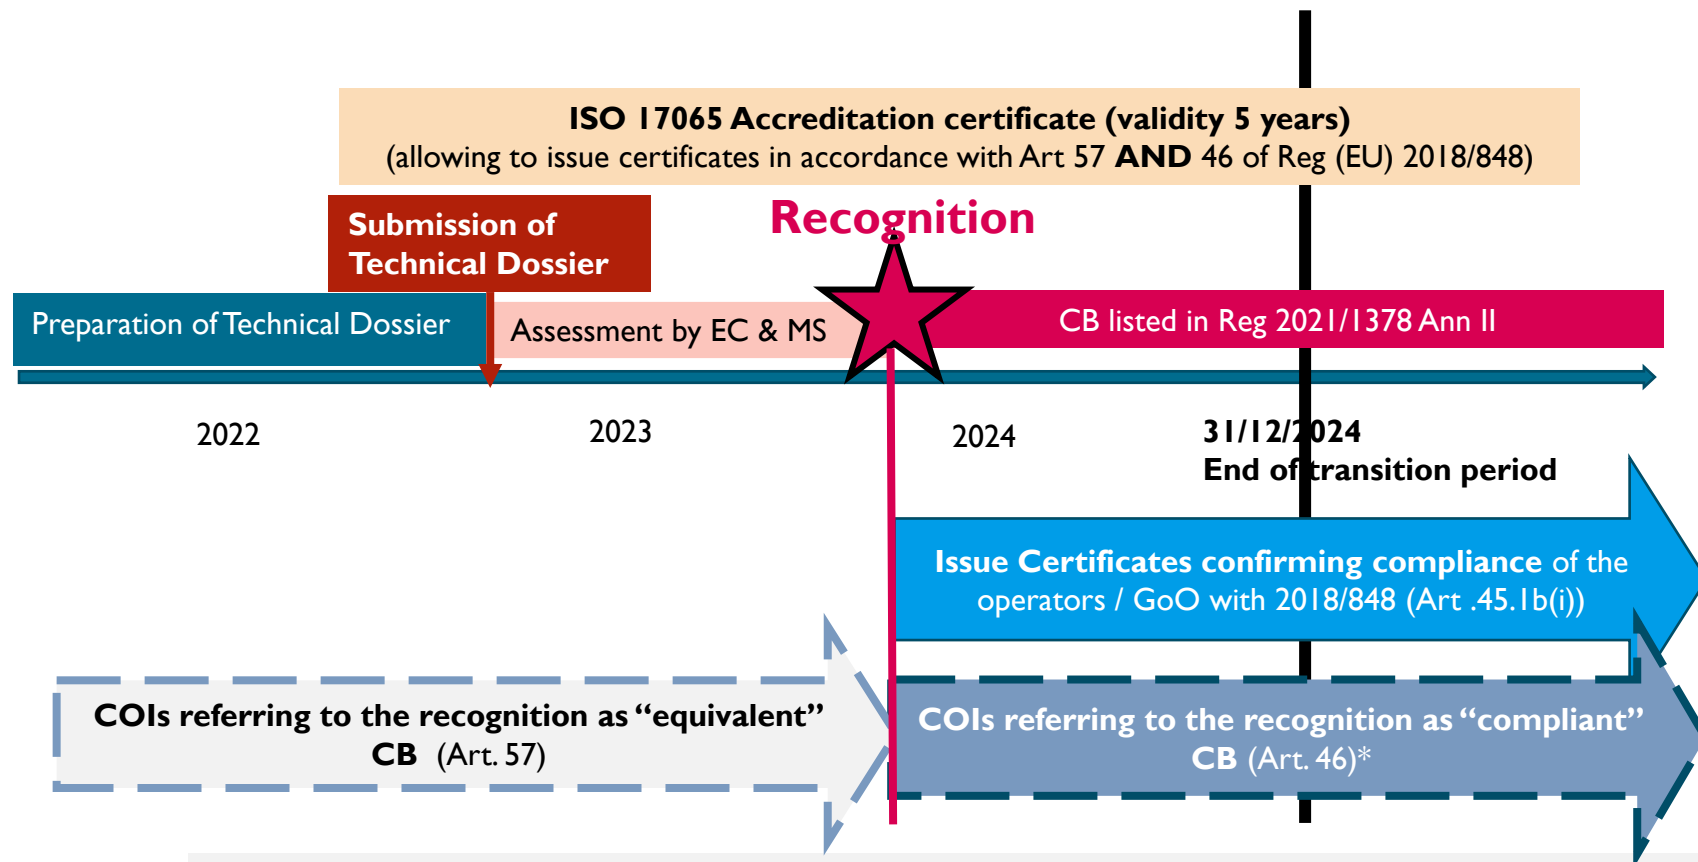 ISO 17065 Accreditation certificate (validity 5 years)
(allowing to issue certificates in accordance with Art 57 AND 46 of Reg (EU) 2018/848)
Submission of
Technical Dossier
Recognition
Preparation of Technical Dossier
Assessment by EC & MS
CB listed in Reg 2021/1378 Ann II
2022
2023
2024
31/12/2024
End of transition period
Issue Certificates confirming compliance of the
operators / GoO with 2018/848 (Art .45.1b(i))
COIs referring to the recognition as “equivalent”
CB (Art. 57)
COIs referring to the recognition as “compliant”
CB (Art. 46)*